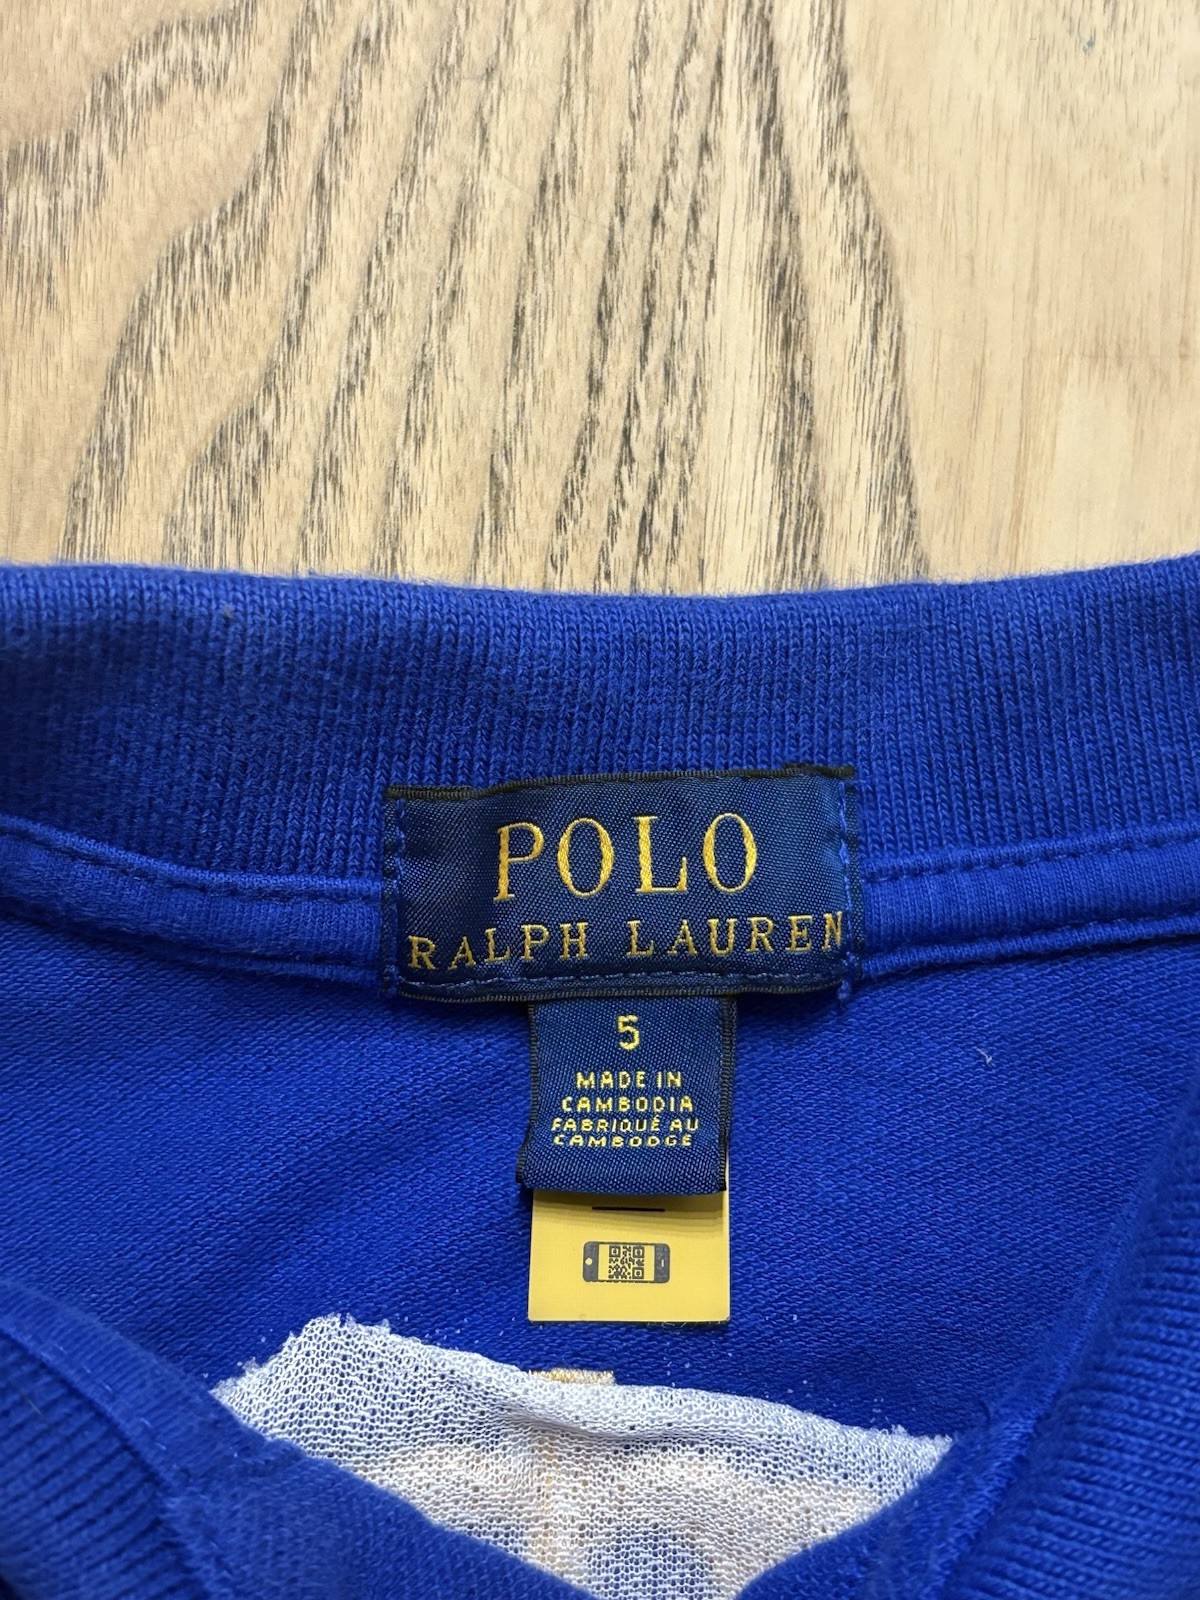 POLO
RALPH LAUREN
5
MADE IN
CAMBODIA
FABRIQUÉ AU
CAMBODGE